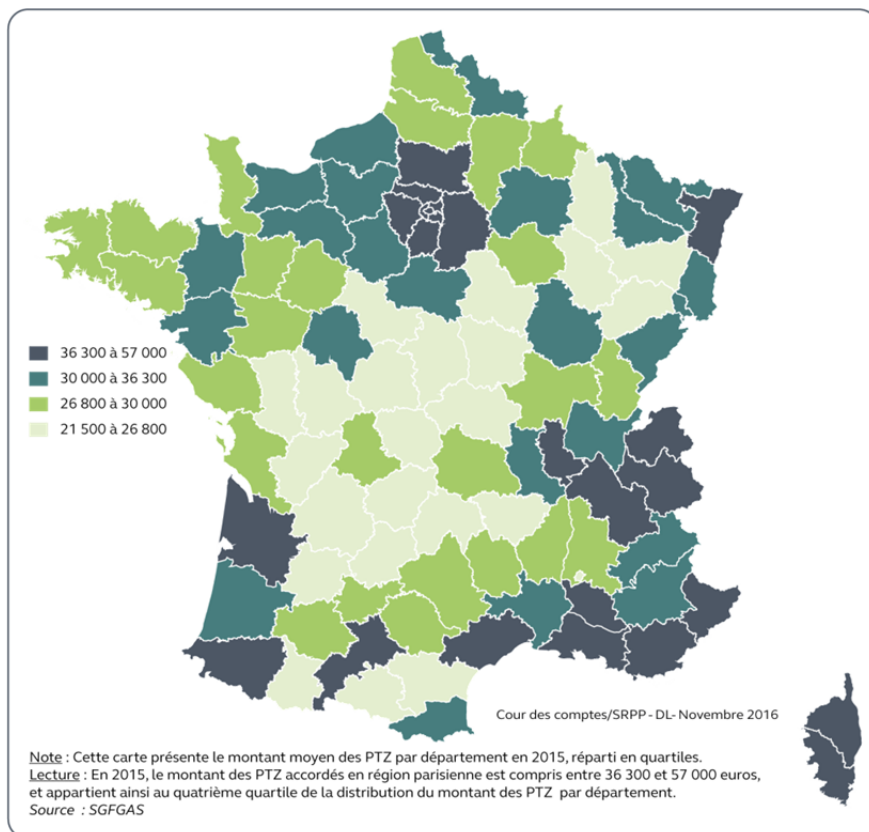 36 300 à 57 000
30 000 à 36 300
26 800 à 30 000
21 500 à 26 800
Cour des comptes/SRPP - DL- Novembre 2016
Note : Cette carte présente le montant moyen des PTZ par département en 2015, réparti en quartiles.
Lecture : En 2015, le montant des PTZ accordés en région parisienne est compris entre 36 300 et 57 000 euros,
et appartient ainsi au quatrième quartile de la distribution du montant des PTZ par département.
Source : SGFGAS